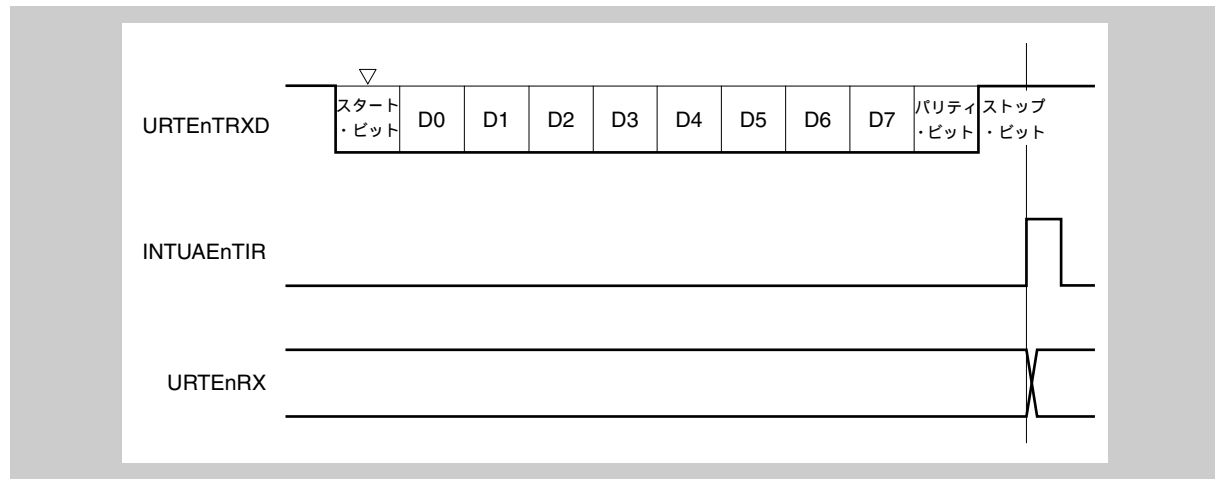 URTEnTRXD
スタート
・ビット
D0
D1
D2
D3
D4
D5
D6
D7
パリティ
・ビット
ストップ
・ビット
INTUAEnTIR
URTEnRX